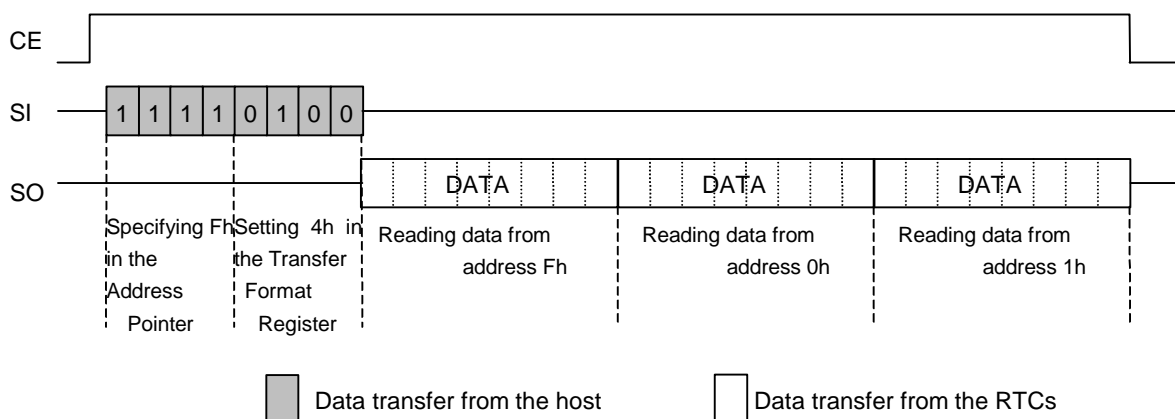 CE
SI
1 1 1 1 0 1 0 0
SO
DATA DATA DATA
Specifying Fh
in the
Address
Pointer
Setting 4h in
the Transfer
Format
Register
Reading data from
address Fh
Reading data from
address 0h
Reading data from
address 1h
Data transfer from the host
Data transfer from the RTCs